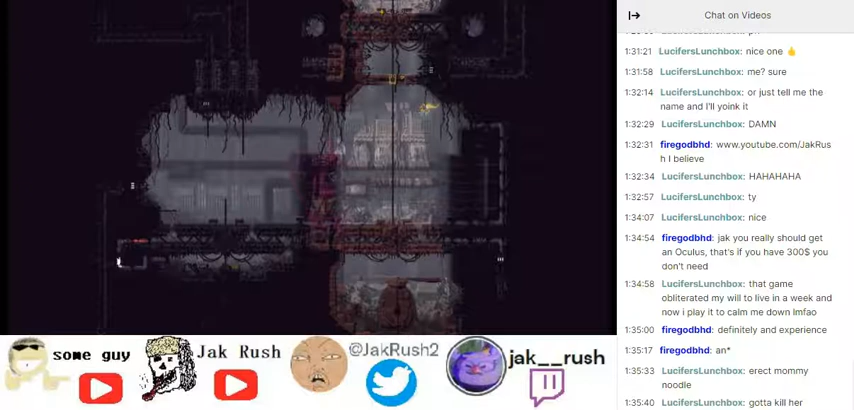 Chat on Videos
1:31:21 LucifersLunchbox: nice one 👍
1:31:58 LucifersLunchbox: me? sure
1:32:14 LucifersLunchbox: or just tell me the
name and I'll yoink it
1:32:29 LucifersLunchbox: DAMN
1:32:31 firegodbhd: www.youtube.com/JakRus
h I believe
1:32:34 LucifersLunchbox: HAHAHAHA
1:32:57 LucifersLunchbox: ty
1:34:07 LucifersLunchbox: nice
1:34:54 firegodbhd: jak you really should get
an Oculus, that's if you have 300$ you
don't need
1:34:58 LucifersLunchbox: that game
obliterated my will to live in a week and
now i play it to calm me down lmfao
1:35:00 firegodbhd: definitely and experience
1:35:17 firegodbhd: an*
1:35:33 LucifersLunchbox: erect mommy
noodle
1:35:40 LucifersLunchbox: gotta kill her
some guy
Jak Rush
@JakRush2
jak__rush